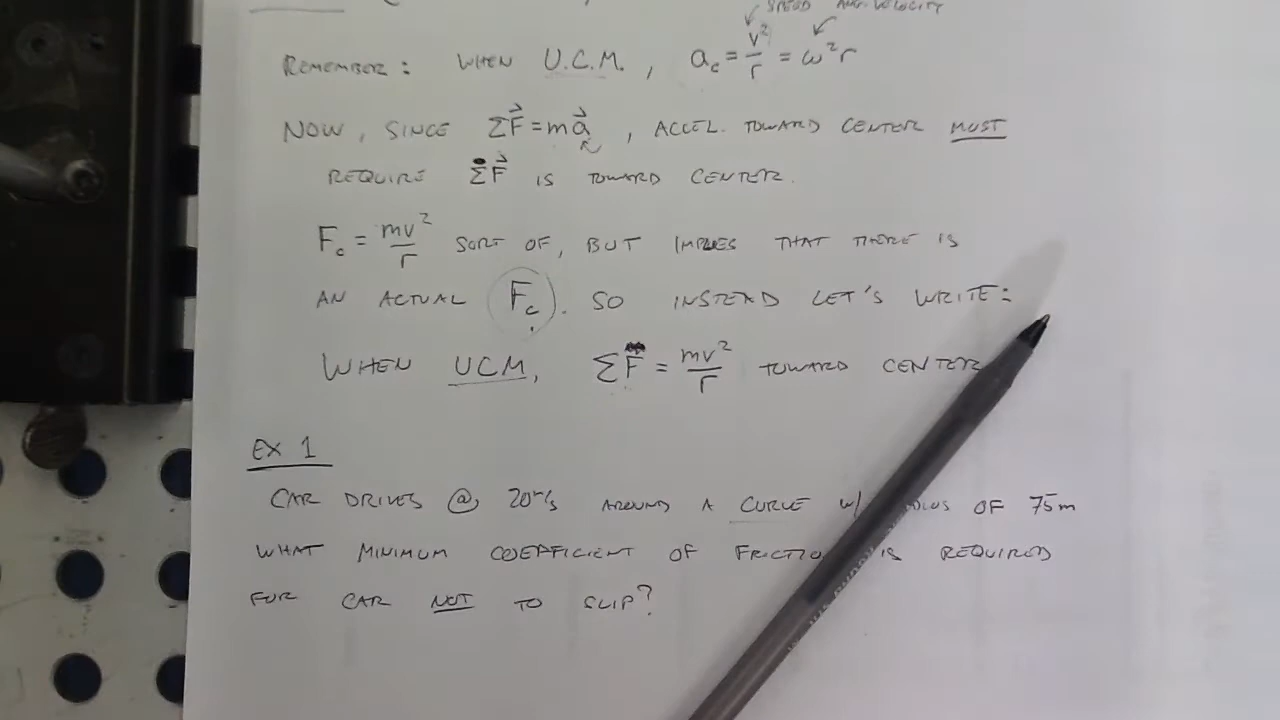 SPEED ANG. VELOCITY
REMEMBER: WHEN U.C.M., a_c = v²/r = ω²r
NOW, SINCE ΣF⃗ = ma⃗, ACCEL. TOWARD CENTER MUST
REQUIRE ΣF⃗ IS TOWARD CENTER.
F_c = mv²/r SORT OF, BUT IMPLIES THAT THERE IS
AN ACTUAL F_c. SO INSTEAD LET'S WRITE:
WHEN UCM, ΣF = mv²/r TOWARD CENTER
EX 1
CAR DRIVES @ 20 m/s AROUND A CURVE W/ OF 75m
WHAT MINIMUM COEFFICIENT OF IS REQUIRED
FOR CAR NOT TO SLIP?